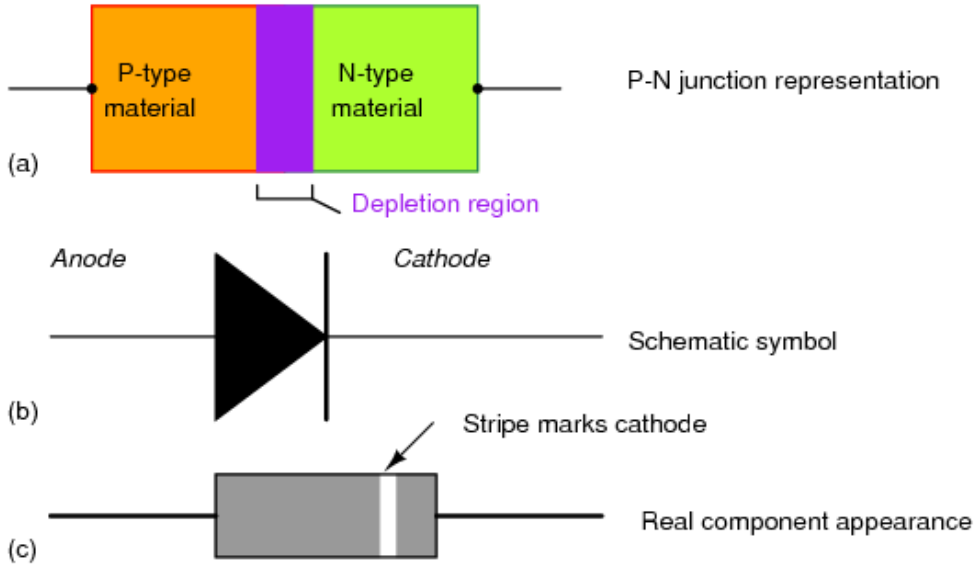 P-type
material
N-type
material
P-N junction representation
(a)
Depletion region
Anode
Cathode
Schematic symbol
(b)
Stripe marks cathode
Real component appearance
(c)